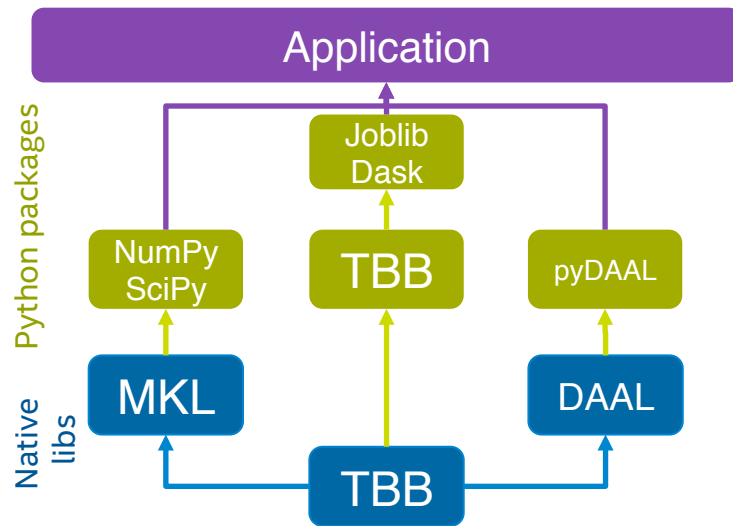 Application
Python packages
Joblib
Dask
NumPy
SciPy
TBB
pyDAAL
Native
libs
MKL
DAAL
TBB